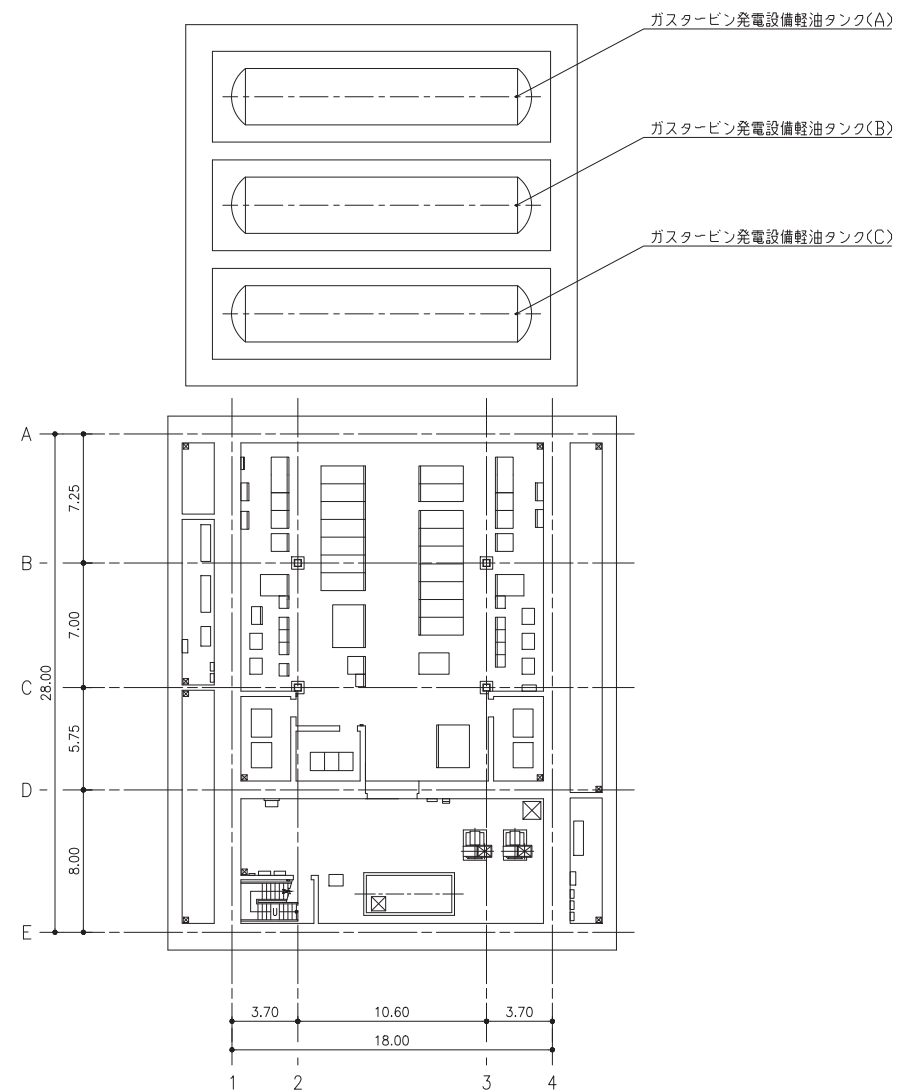 ガスタービン発電設備軽油タンク(A)
ガスタービン発電設備軽油タンク(B)
ガスタービン発電設備軽油タンク(C)
A
7.25
B
7.00
28.00
C
5.75
D
8.00
U
E
3.70 10.60 3.70
18.00
1 2 3 4